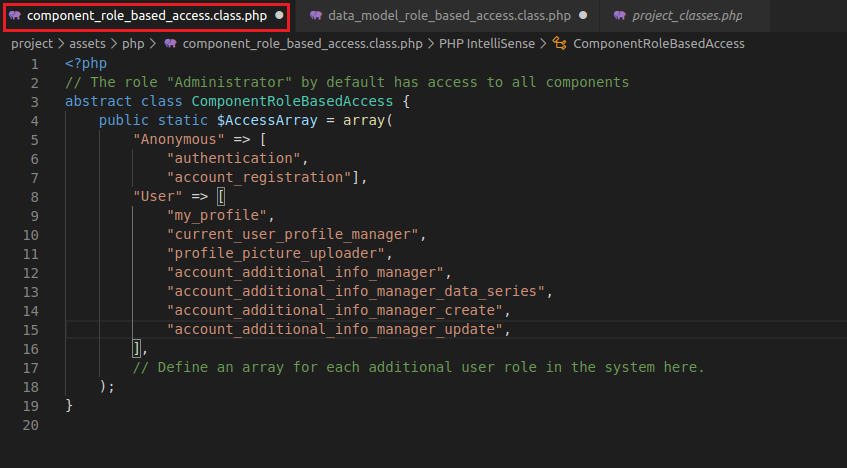 component_role_based_access.class.php data_model_role_based_access.class.php project_classes.php
project > assets > php > component_role_based_access.class.php > PHP IntelliSense > ComponentRoleBasedAccess
1 <?php
2 // The role "Administrator" by default has access to all components
3 abstract class ComponentRoleBasedAccess {
4 public static $AccessArray = array(
5 "Anonymous" => [
6 "authentication",
7 "account_registration"],
8 "User" => [
9 "my_profile",
10 "current_user_profile_manager",
11 "profile_picture_uploader",
12 "account_additional_info_manager",
13 "account_additional_info_manager_data_series",
14 "account_additional_info_manager_create",
15 "account_additional_info_manager_update",
16 ],
17 // Define an array for each additional user role in the system here.
18 );
19 }
20